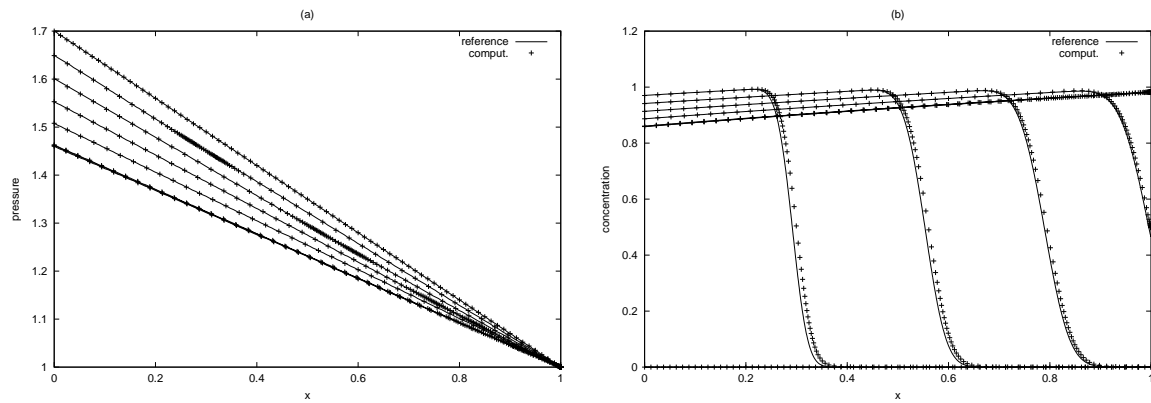 (a)
reference
comput.
pressure
1.7
1.6
1.5
1.4
1.3
1.2
1.1
1
0 0.2 0.4 0.6 0.8 1
x
(b)
reference
comput.
concentration
1.2
1
0.8
0.6
0.4
0.2
0
0 0.2 0.4 0.6 0.8 1
x